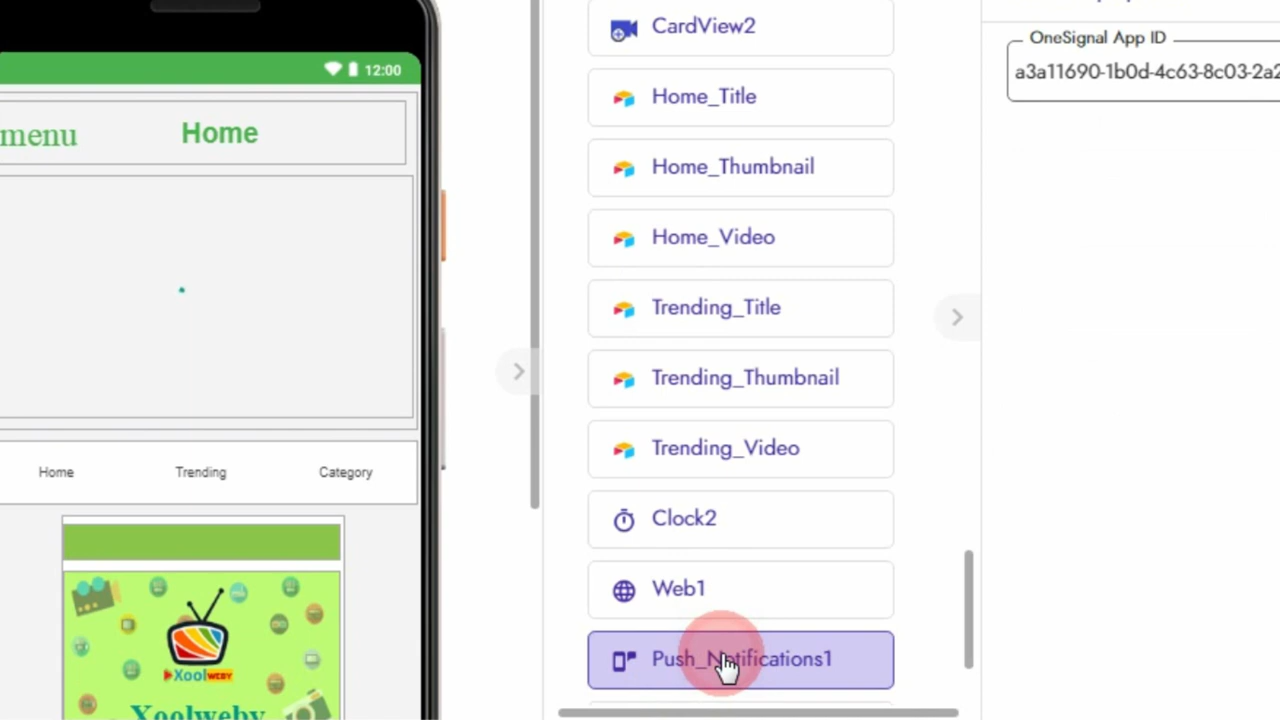 12:00
menu
Home
Home
Trending
Category
Xoolweby
Xoolweby
CardView2
Home_Title
Home_Thumbnail
Home_Video
Trending_Title
Trending_Thumbnail
Trending_Video
Clock2
Web1
Push_Notifications1
OneSignal App ID
a3a11690-1b0d-4c63-8c03-2a2